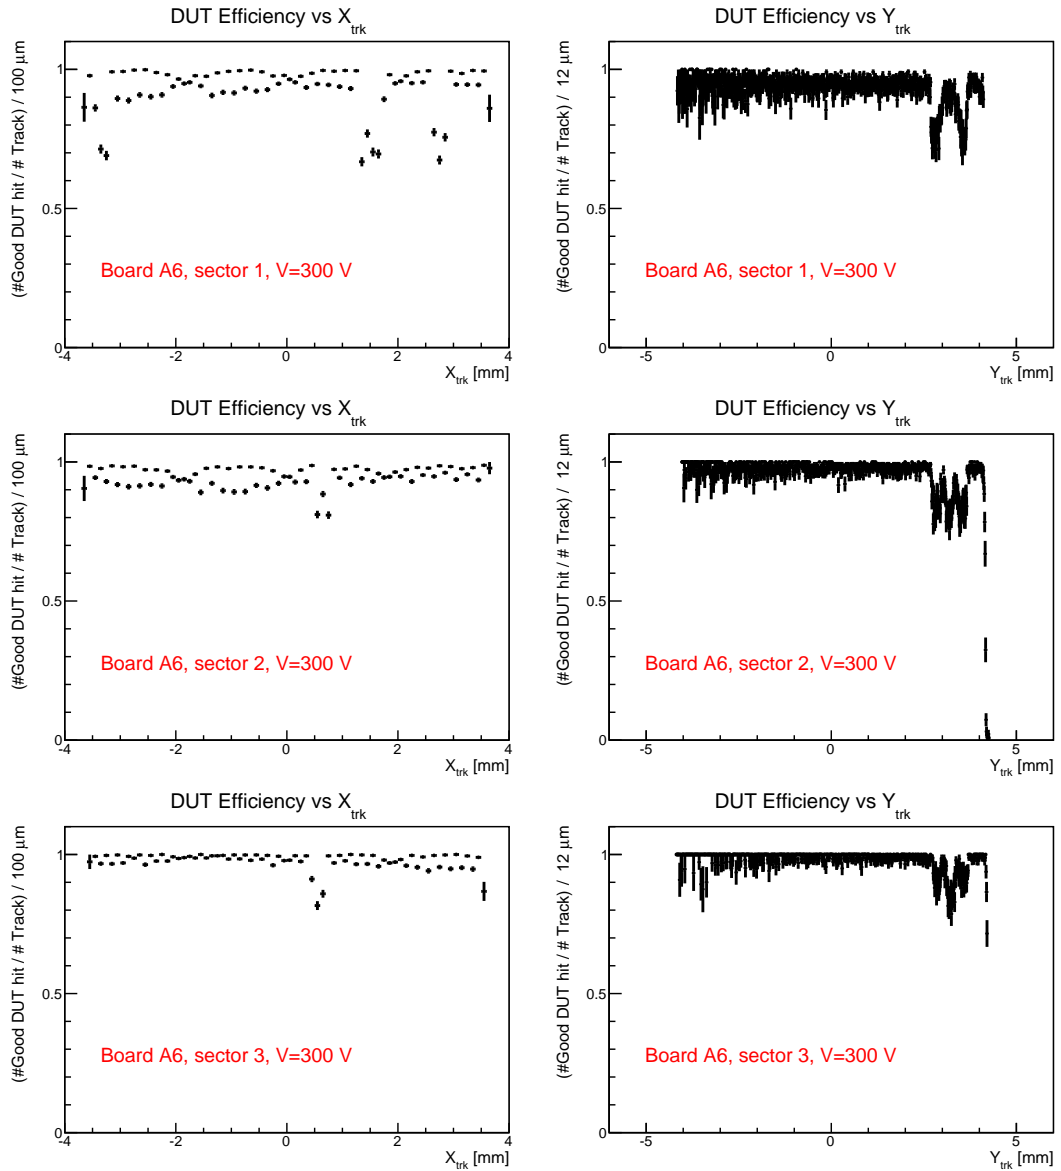 DUT Efficiency vs X_trk
(#Good DUT hit / # Track) / 100 μm
1
0.5
0
Board A6, sector 1, V=300 V
-4 -2 0 2 4
X_trk [mm]
DUT Efficiency vs Y_trk
(#Good DUT hit / # Track) / 12 μm
1
0.5
0
Board A6, sector 1, V=300 V
-5 0 5
Y_trk [mm]
DUT Efficiency vs X_trk
(#Good DUT hit / # Track) / 100 μm
1
0.5
0
Board A6, sector 2, V=300 V
-4 -2 0 2 4
X_trk [mm]
DUT Efficiency vs Y_trk
(#Good DUT hit / # Track) / 12 μm
1
0.5
0
Board A6, sector 2, V=300 V
-5 0 5
Y_trk [mm]
DUT Efficiency vs X_trk
(#Good DUT hit / # Track) / 100 μm
1
0.5
0
Board A6, sector 3, V=300 V
-4 -2 0 2 4
X_trk [mm]
DUT Efficiency vs Y_trk
(#Good DUT hit / # Track) / 12 μm
1
0.5
0
Board A6, sector 3, V=300 V
-5 0 5
Y_trk [mm]